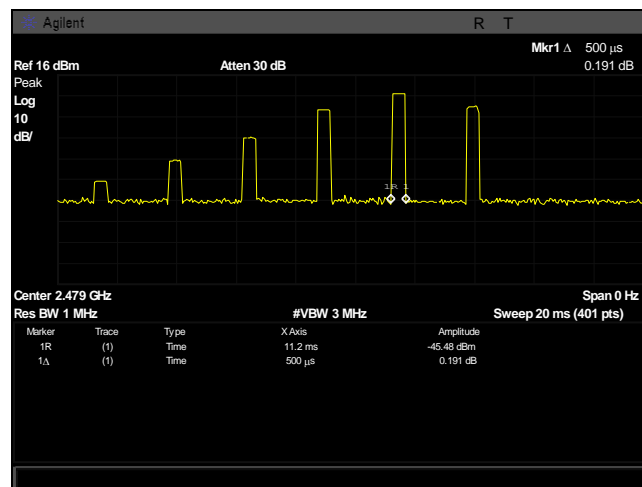 Agilent R T
Mkr1 Δ 500 μs
Ref 16 dBm Atten 30 dB 0.191 dB
Peak
Log
10
dB/
1R 1
Center 2.479 GHz Span 0 Hz
Res BW 1 MHz #VBW 3 MHz Sweep 20 ms (401 pts)
Marker Trace Type X Axis Amplitude
1R (1) Time 11.2 ms -45.48 dBm
1Δ (1) Time 500 μs 0.191 dB